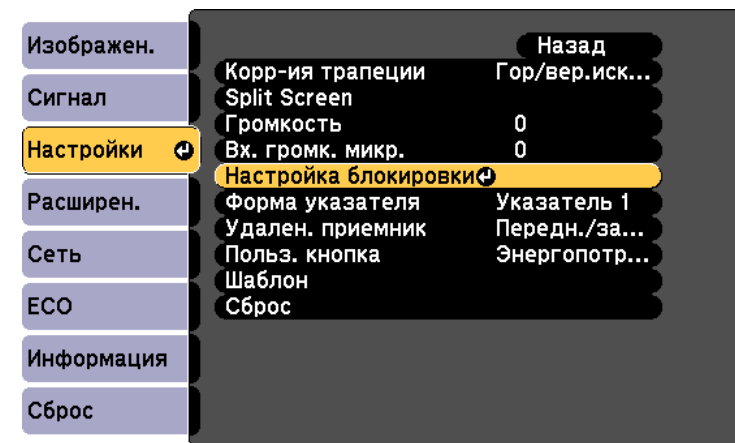 Изображен.
Сигнал
Настройки
Расширен.
Сеть
ECO
Информация
Сброс
Назад
Корр-ия трапеции Гор/вер.иск...
Split Screen
Громкость 0
Вх. громк. микр. 0
Настройка блокировки
Форма указателя Указатель 1
Удален. приемник Передн./за...
Польз. кнопка Энергопотр...
Шаблон
Сброс